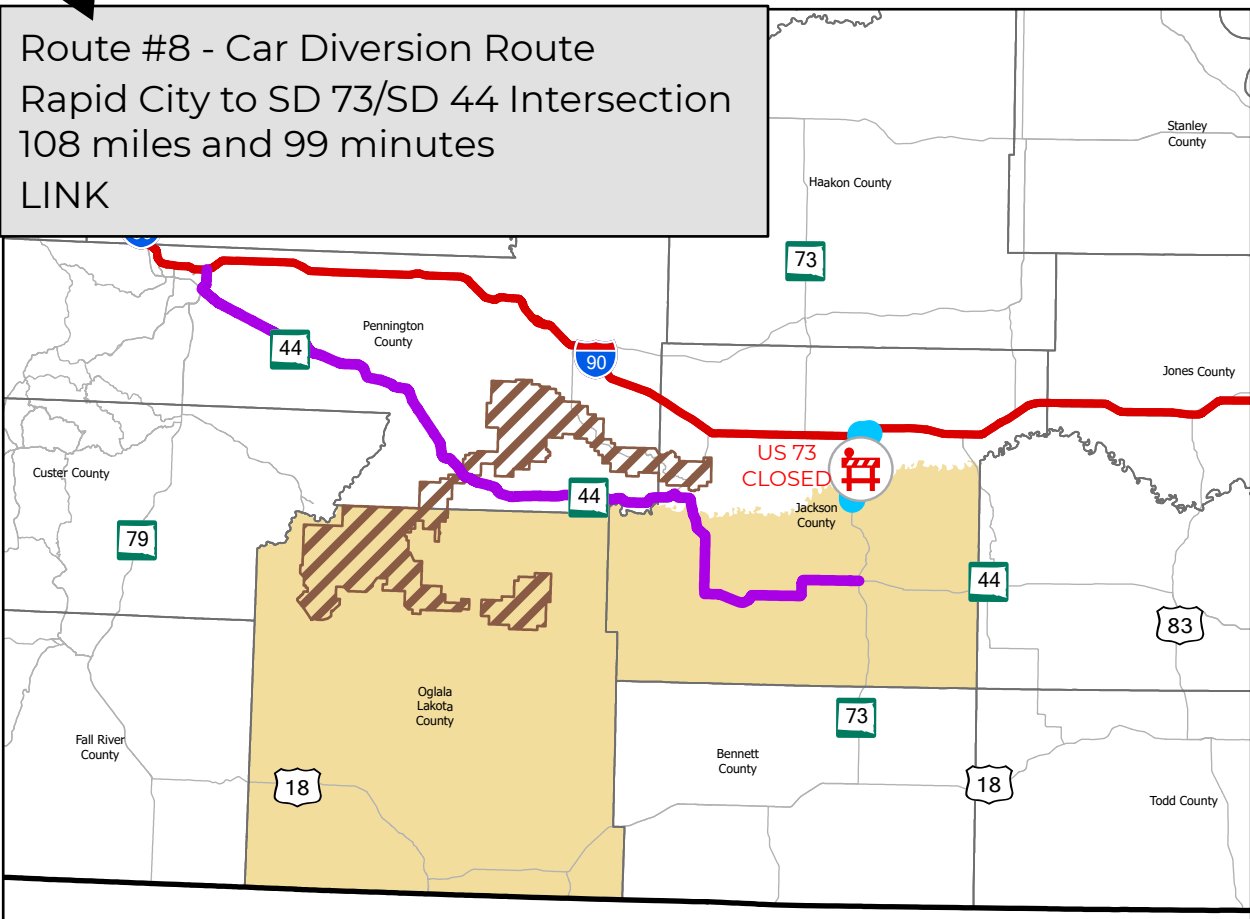 Route #8 - Car Diversion Route
Rapid City to SD 73/SD 44 Intersection
108 miles and 99 minutes
LINK
Stanley
County
Haakon County
73
44
Pennington
County
90
Jones County
US 73
CLOSED
Custer County
44
Jackson
County
79
44
83
Oglala
Lakota
County
73
Fall River
County
Bennett
County
18
18
Todd County